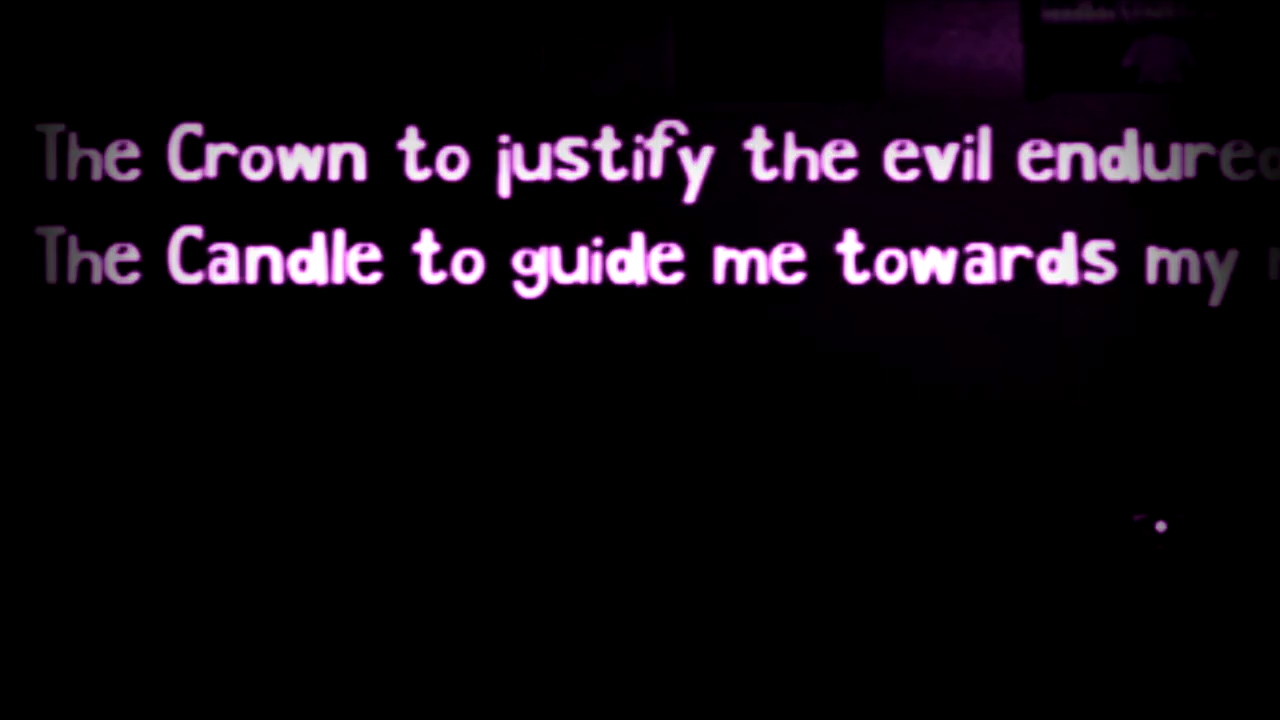 The Crown to justify the evil endured
The Candle to guide me towards my